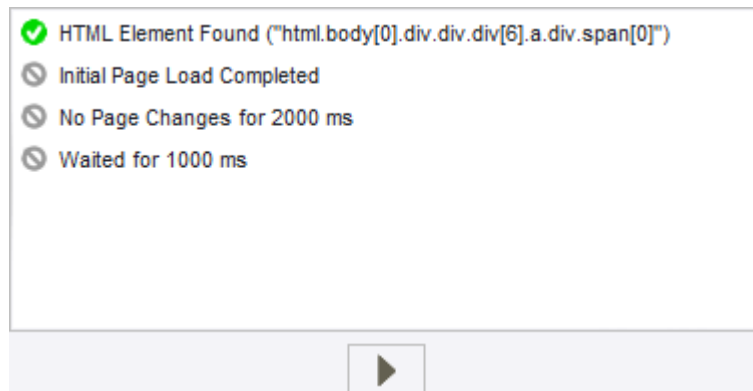 HTML Element Found ("html.body[0].div.div.div[6].a.div.span[0]")
Initial Page Load Completed
No Page Changes for 2000 ms
Waited for 1000 ms